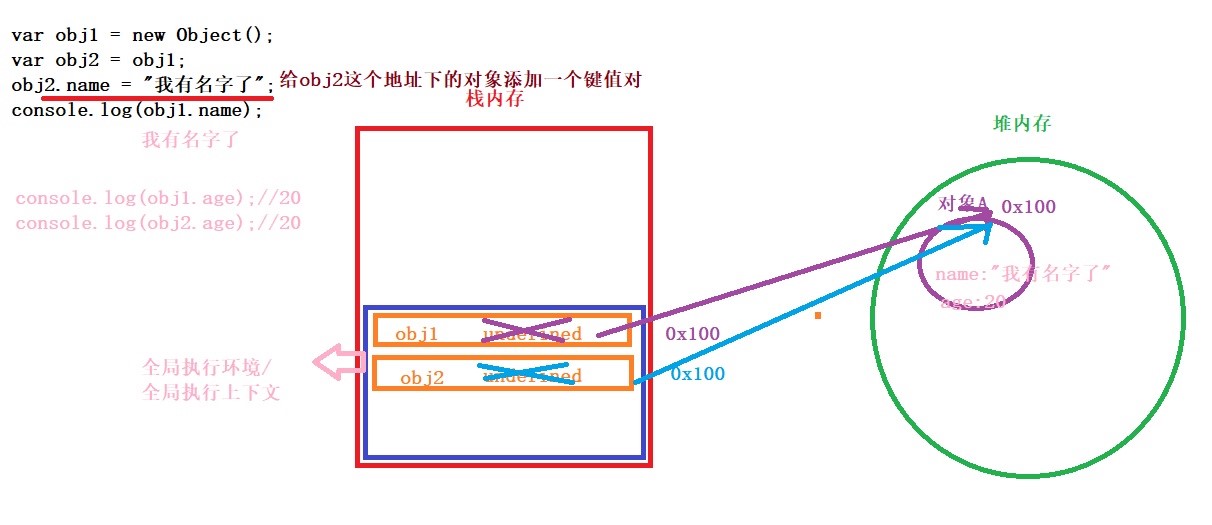 var obj1 = new Object();
var obj2 = obj1;
obj2.name = "我有名字了"; 给obj2这个地址下的对象添加一个键值对
console.log(obj1.name);
栈内存
我有名字了
堆内存
console.log(obj1.age);//20
console.log(obj2.age);//20
对象A 0x100
name:"我有名字了"
age:20
obj1 undefined 0x100
obj2 undefined 0x100
全局执行环境/
全局执行上下文